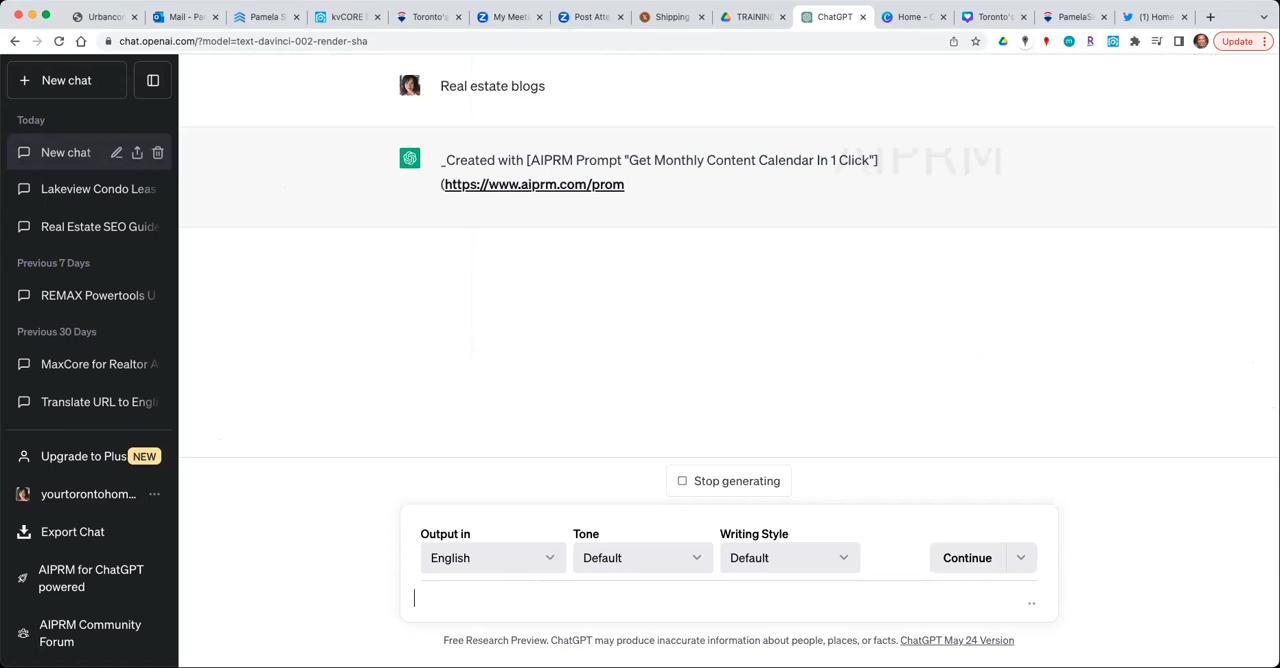 Urbancor
Mail - Pa
Pamela S
kvCORE
Toronto's
My Meeti
Post Atte
Shipping
TRAINING
ChatGPT
Home - C
Toronto's
PamelaSe
(1) Home
chat.openai.com/?model=text-davinci-002-render-sha
Update
New chat
Today
New chat
Lakeview Condo Leas
Real Estate SEO Guide
Previous 7 Days
REMAX Powertools U
Previous 30 Days
MaxCore for Realtor A
Translate URL to Engli
Upgrade to Plus NEW
yourtorontohom... ...
Export Chat
AIPRM for ChatGPT
powered
AIPRM Community
Forum
Real estate blogs
_Created with [AIPRM Prompt "Get Monthly Content Calendar In 1 Click"]
(https://www.aiprm.com/prom
AIPRM
Stop generating
Output in
Tone
Writing Style
English
Default
Default
Continue
..
Free Research Preview. ChatGPT may produce inaccurate information about people, places, or facts. ChatGPT May 24 Version